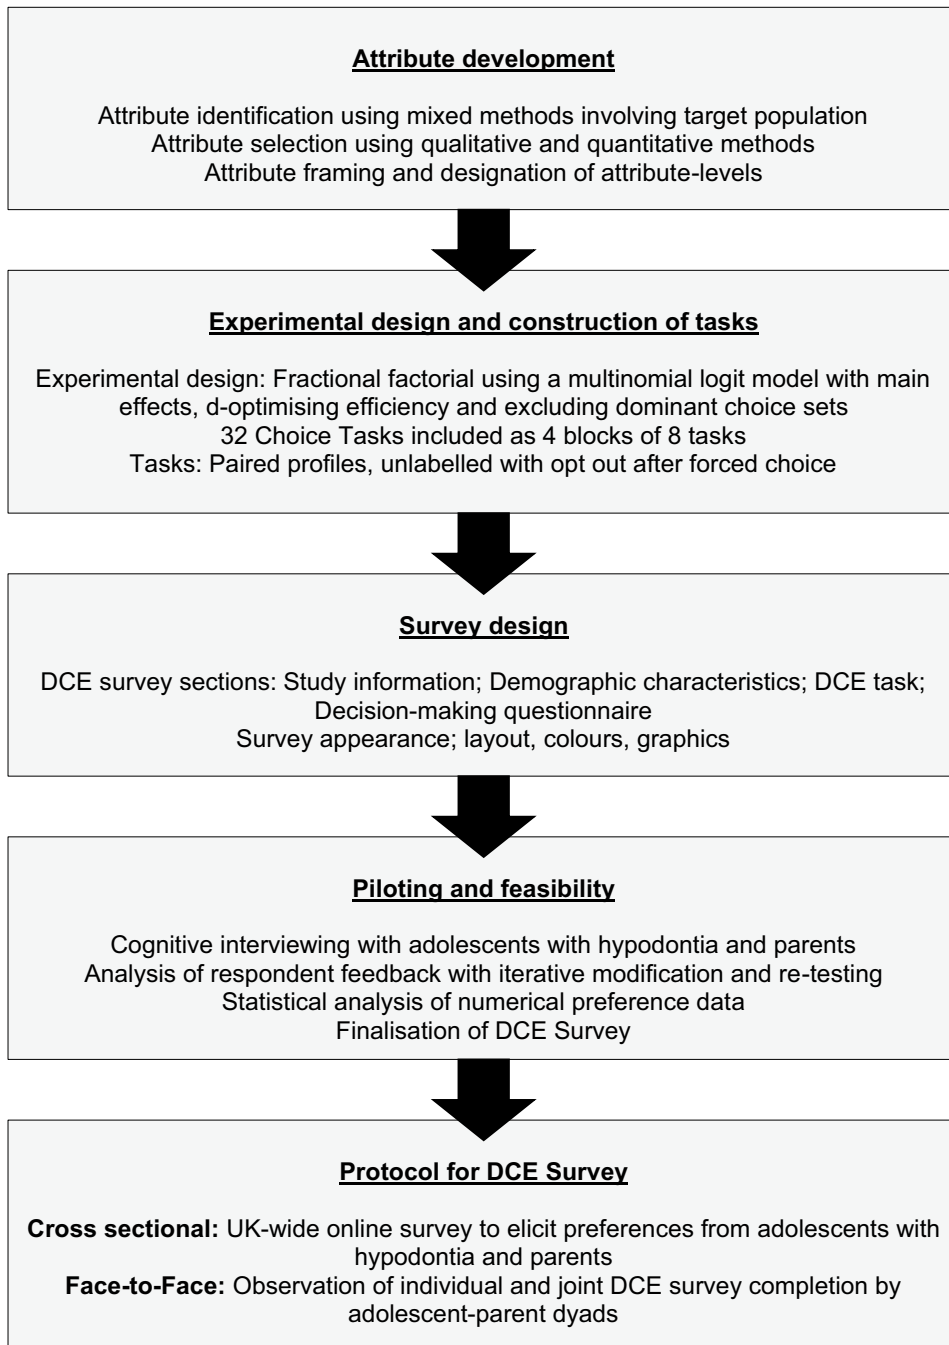 Attribute development
Attribute identification using mixed methods involving target population
Attribute selection using qualitative and quantitative methods
Attribute framing and designation of attribute-levels
Experimental design and construction of tasks
Experimental design: Fractional factorial using a multinomial logit model with main
effects, d-optimising efficiency and excluding dominant choice sets
32 Choice Tasks included as 4 blocks of 8 tasks
Tasks: Paired profiles, unlabelled with opt out after forced choice
Survey design
DCE survey sections: Study information; Demographic characteristics; DCE task;
Decision-making questionnaire
Survey appearance; layout, colours, graphics
Piloting and feasibility
Cognitive interviewing with adolescents with hypodontia and parents
Analysis of respondent feedback with iterative modification and re-testing
Statistical analysis of numerical preference data
Finalisation of DCE Survey
Protocol for DCE Survey
Cross sectional: UK-wide online survey to elicit preferences from adolescents with
hypodontia and parents
Face-to-Face: Observation of individual and joint DCE survey completion by
adolescent-parent dyads